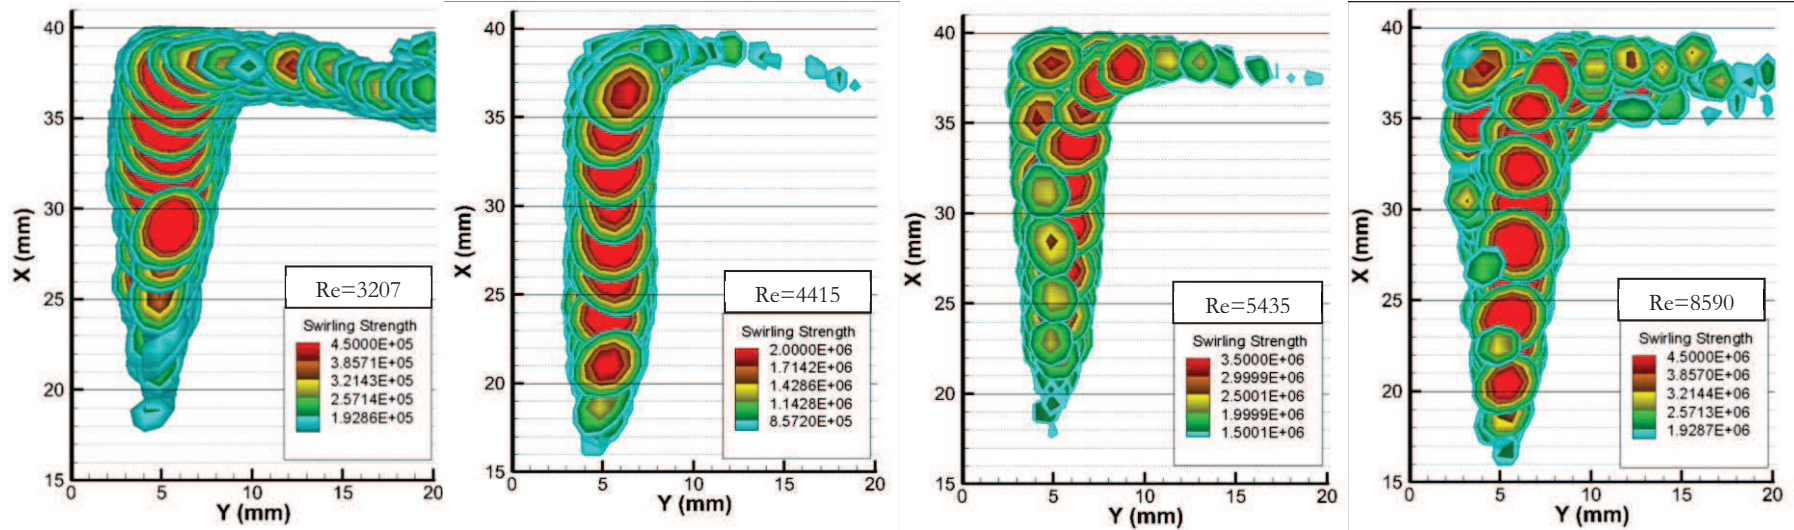 40
35
30
25
20
15
X (mm)
0
5
10
15
20
Y (mm)
Re=3207
Swirling Strength
4.5000E+05
3.8571E+05
3.2143E+05
2.5714E+05
1.9286E+05
40
35
30
25
20
15
X (mm)
0
5
10
15
20
Y (mm)
Re=4415
Swirling Strength
2.0000E+06
1.7142E+06
1.4286E+06
1.1428E+06
8.5720E+05
40
35
30
25
20
15
X (mm)
0
5
10
15
20
Y (mm)
Re=5435
Swirling Strength
3.5000E+06
2.9999E+06
2.5001E+06
1.9999E+06
1.5001E+06
40
35
30
25
20
15
X (mm)
0
5
10
15
20
Y (mm)
Re=8590
Swirling Strength
4.5000E+06
3.8570E+06
3.2144E+06
2.5713E+06
1.9287E+06